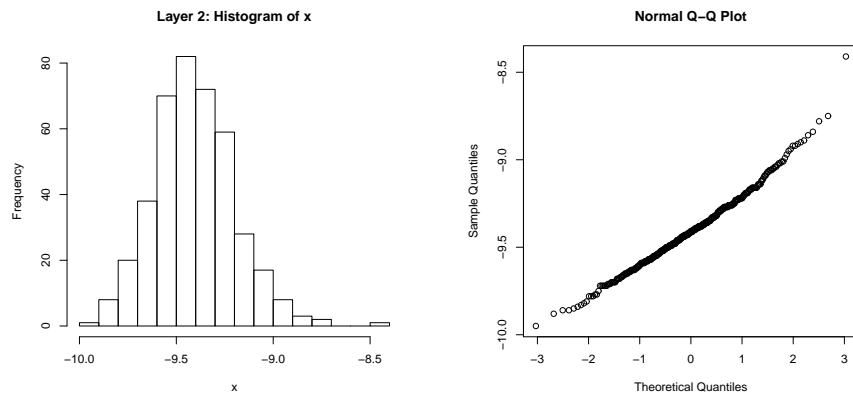 Layer 2: Histogram of x
Frequency
80
60
40
20
0
−10.0 −9.5 −9.0 −8.5
x
Normal Q−Q Plot
Sample Quantiles
−8.5
−9.0
−9.5
−10.0
−3 −2 −1 0 1 2 3
Theoretical Quantiles